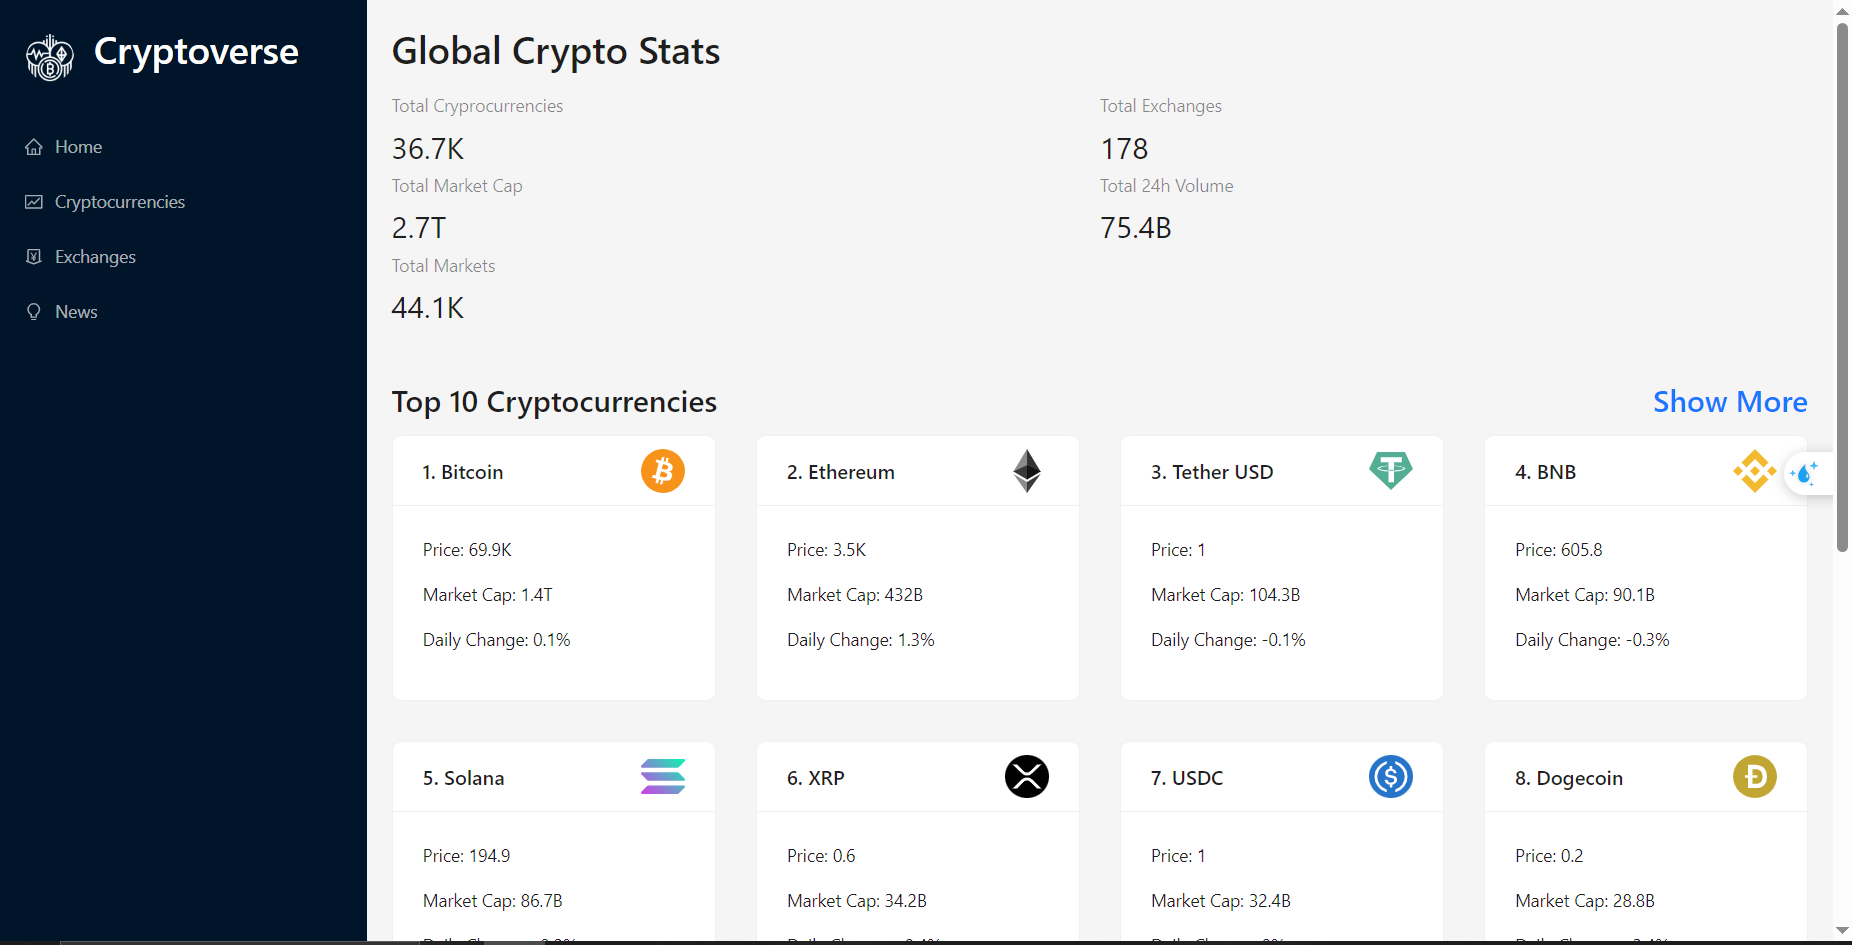 Cryptoverse
Home
Cryptocurrencies
Exchanges
News
Global Crypto Stats
Total Cryprocurrencies
36.7K
Total Exchanges
178
Total Market Cap
2.7T
Total 24h Volume
75.4B
Total Markets
44.1K
Top 10 Cryptocurrencies
Show More
1. Bitcoin
Price: 69.9K
Market Cap: 1.4T
Daily Change: 0.1%
2. Ethereum
Price: 3.5K
Market Cap: 432B
Daily Change: 1.3%
3. Tether USD
Price: 1
Market Cap: 104.3B
Daily Change: -0.1%
4. BNB
Price: 605.8
Market Cap: 90.1B
Daily Change: -0.3%
5. Solana
Price: 194.9
Market Cap: 86.7B
6. XRP
Price: 0.6
Market Cap: 34.2B
7. USDC
Price: 1
Market Cap: 32.4B
8. Dogecoin
Price: 0.2
Market Cap: 28.8B